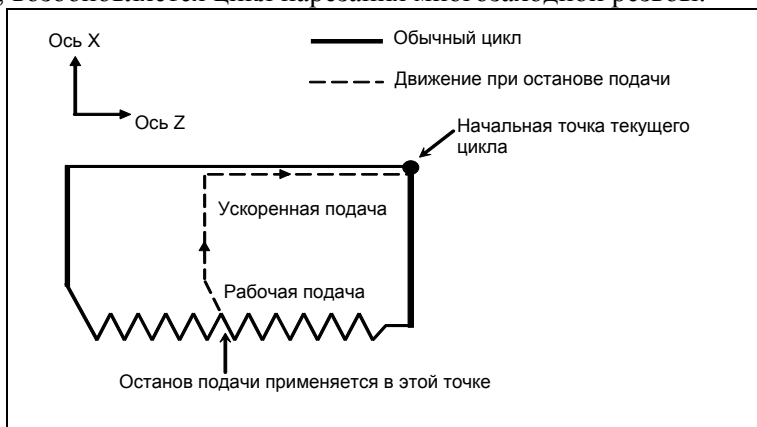 возобновляется цикл нарезания многозаходной резьбы.
Ось X
Обычный цикл
Движение при останове подачи
Ось Z
Начальная точка текущего
цикла
Ускоренная подача
Рабочая подача
Останов подачи применяется в этой точке